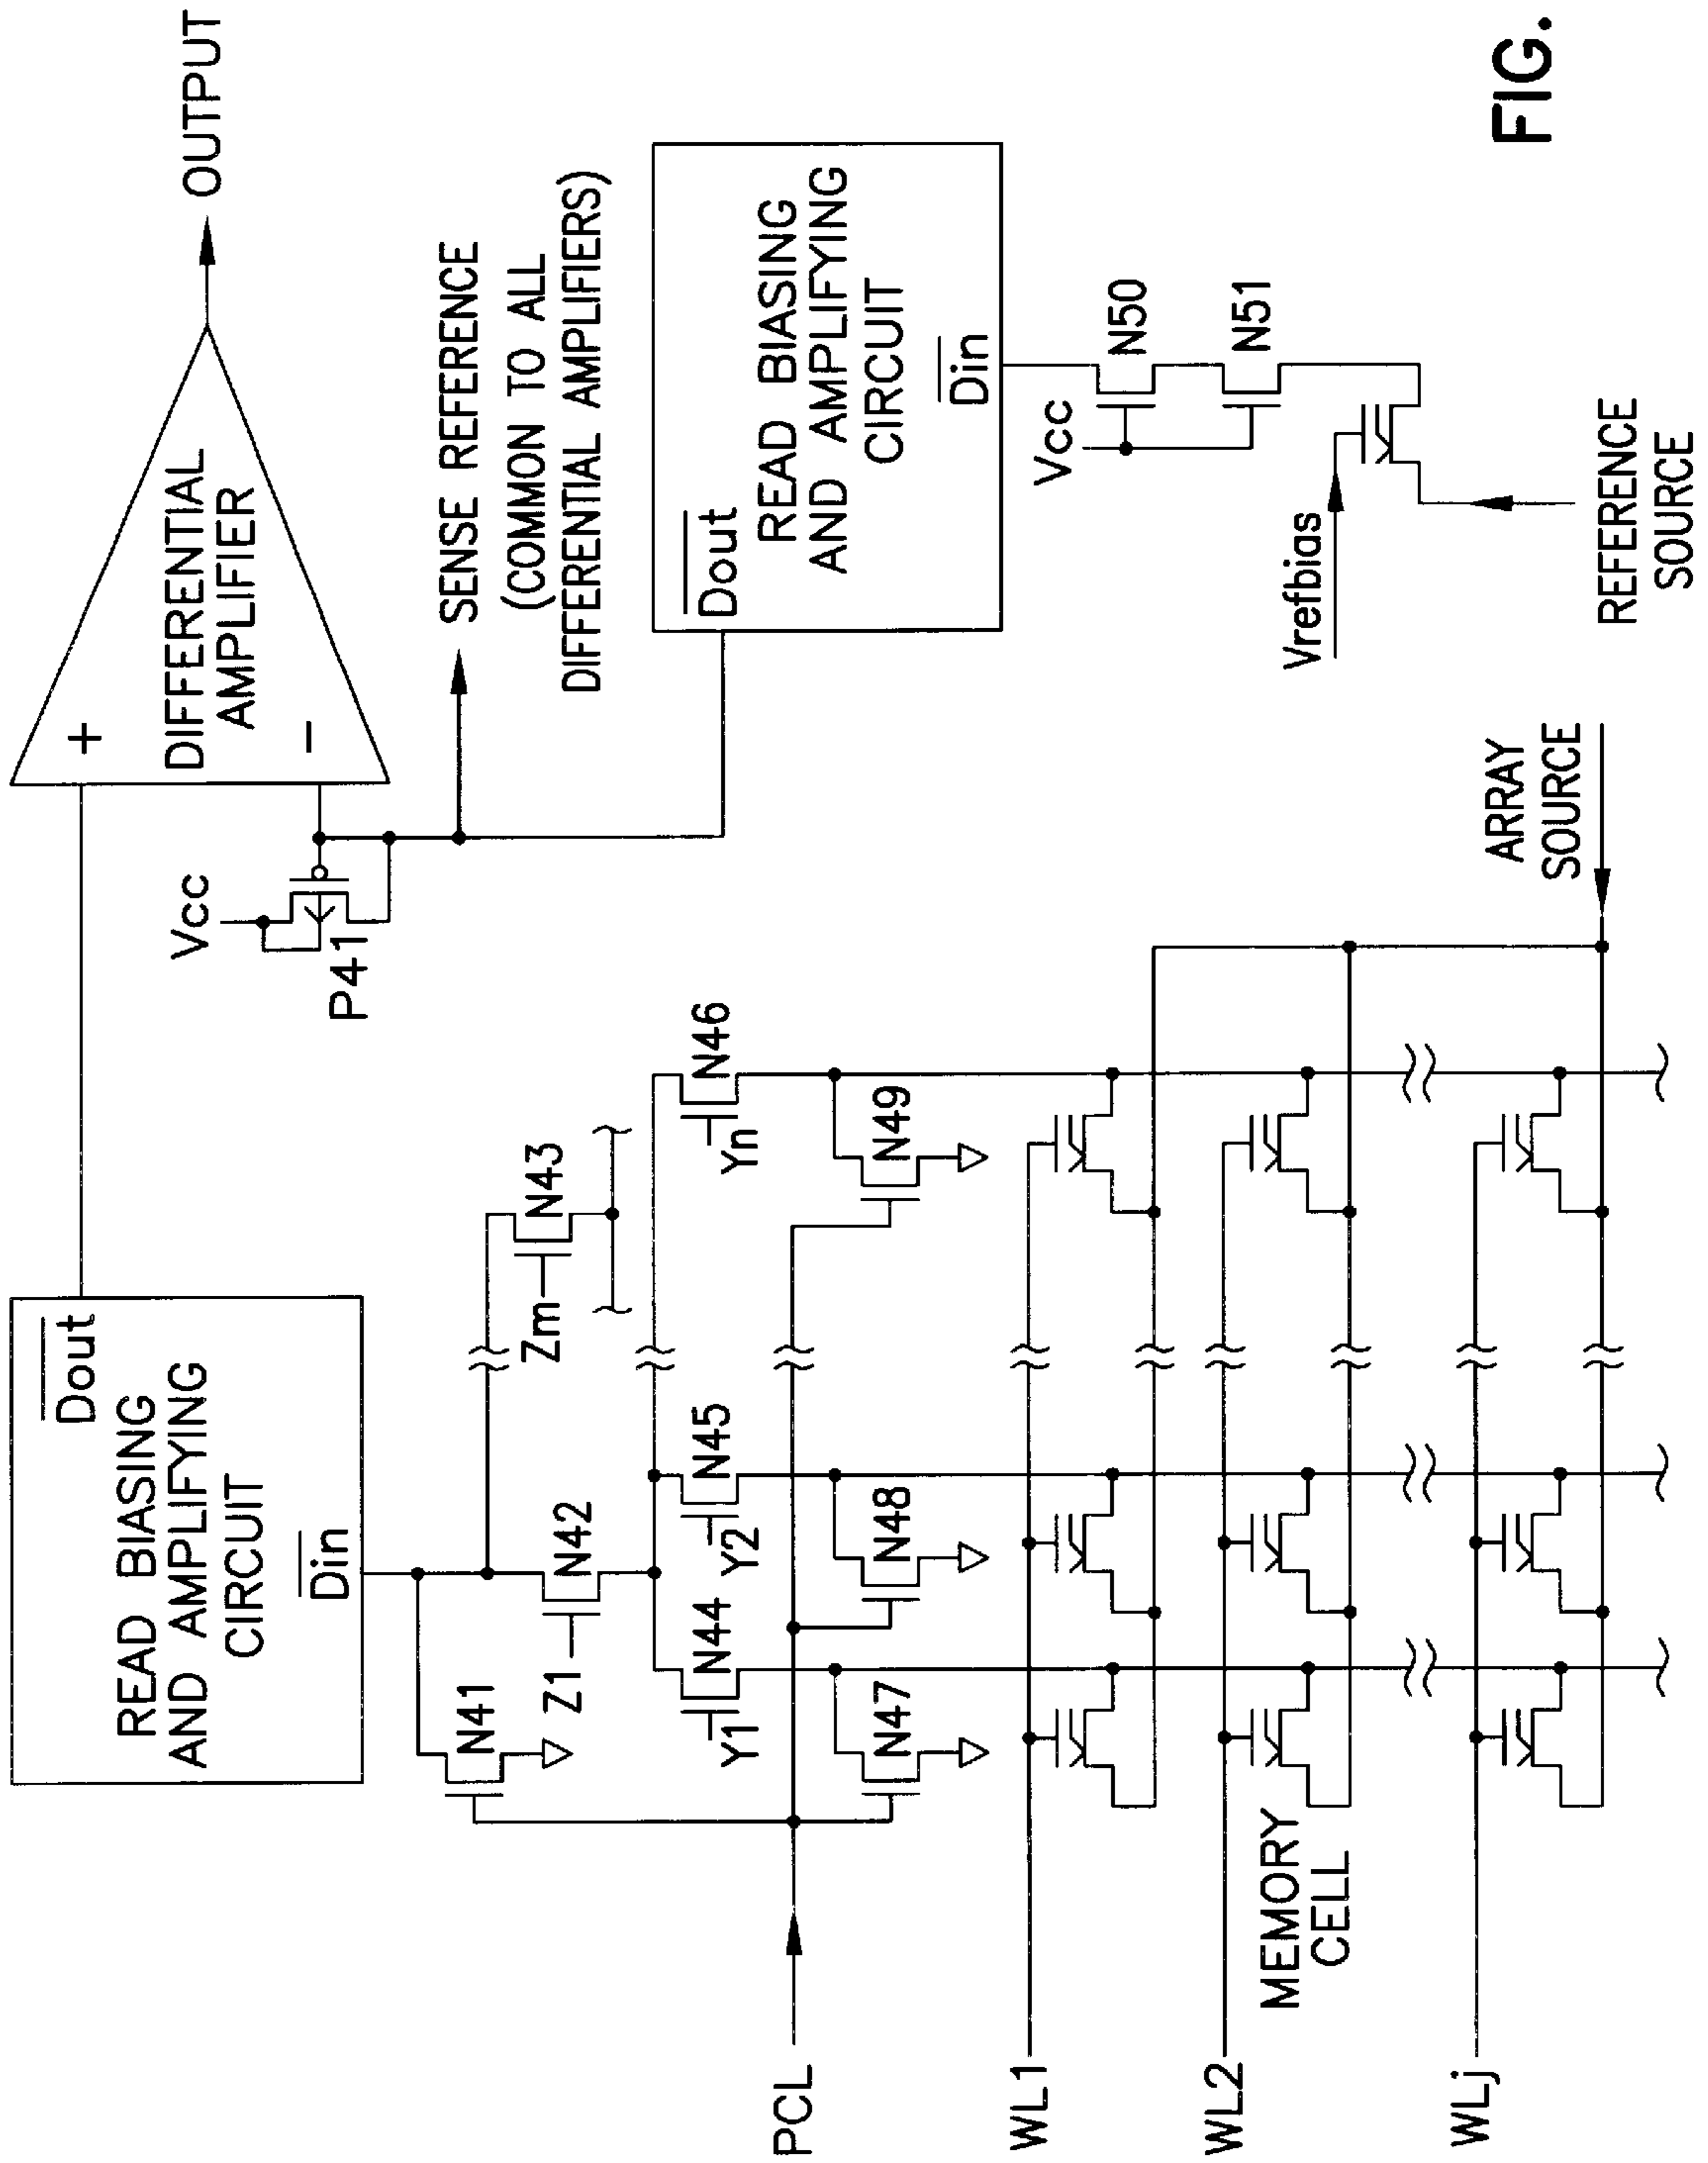 READ BIASING
AND AMPLIFYING
CIRCUIT
Dout
Din
DIFFERENTIAL
AMPLIFIER
+
−
OUTPUT
Vcc
P41
SENSE REFERENCE
(COMMON TO ALL
DIFFERENTIAL AMPLIFIERS)
Dout
READ BIASING
AND AMPLIFYING
CIRCUIT
Din
N41
Z1
N42
Zm
N43
Y1
N44
Y2
N45
Yn
N46
PCL
N47
N48
N49
Vcc
N50
N51
Vrefbias
REFERENCE
SOURCE
WL1
WL2
MEMORY
CELL
WLj
ARRAY
SOURCE
FIG.